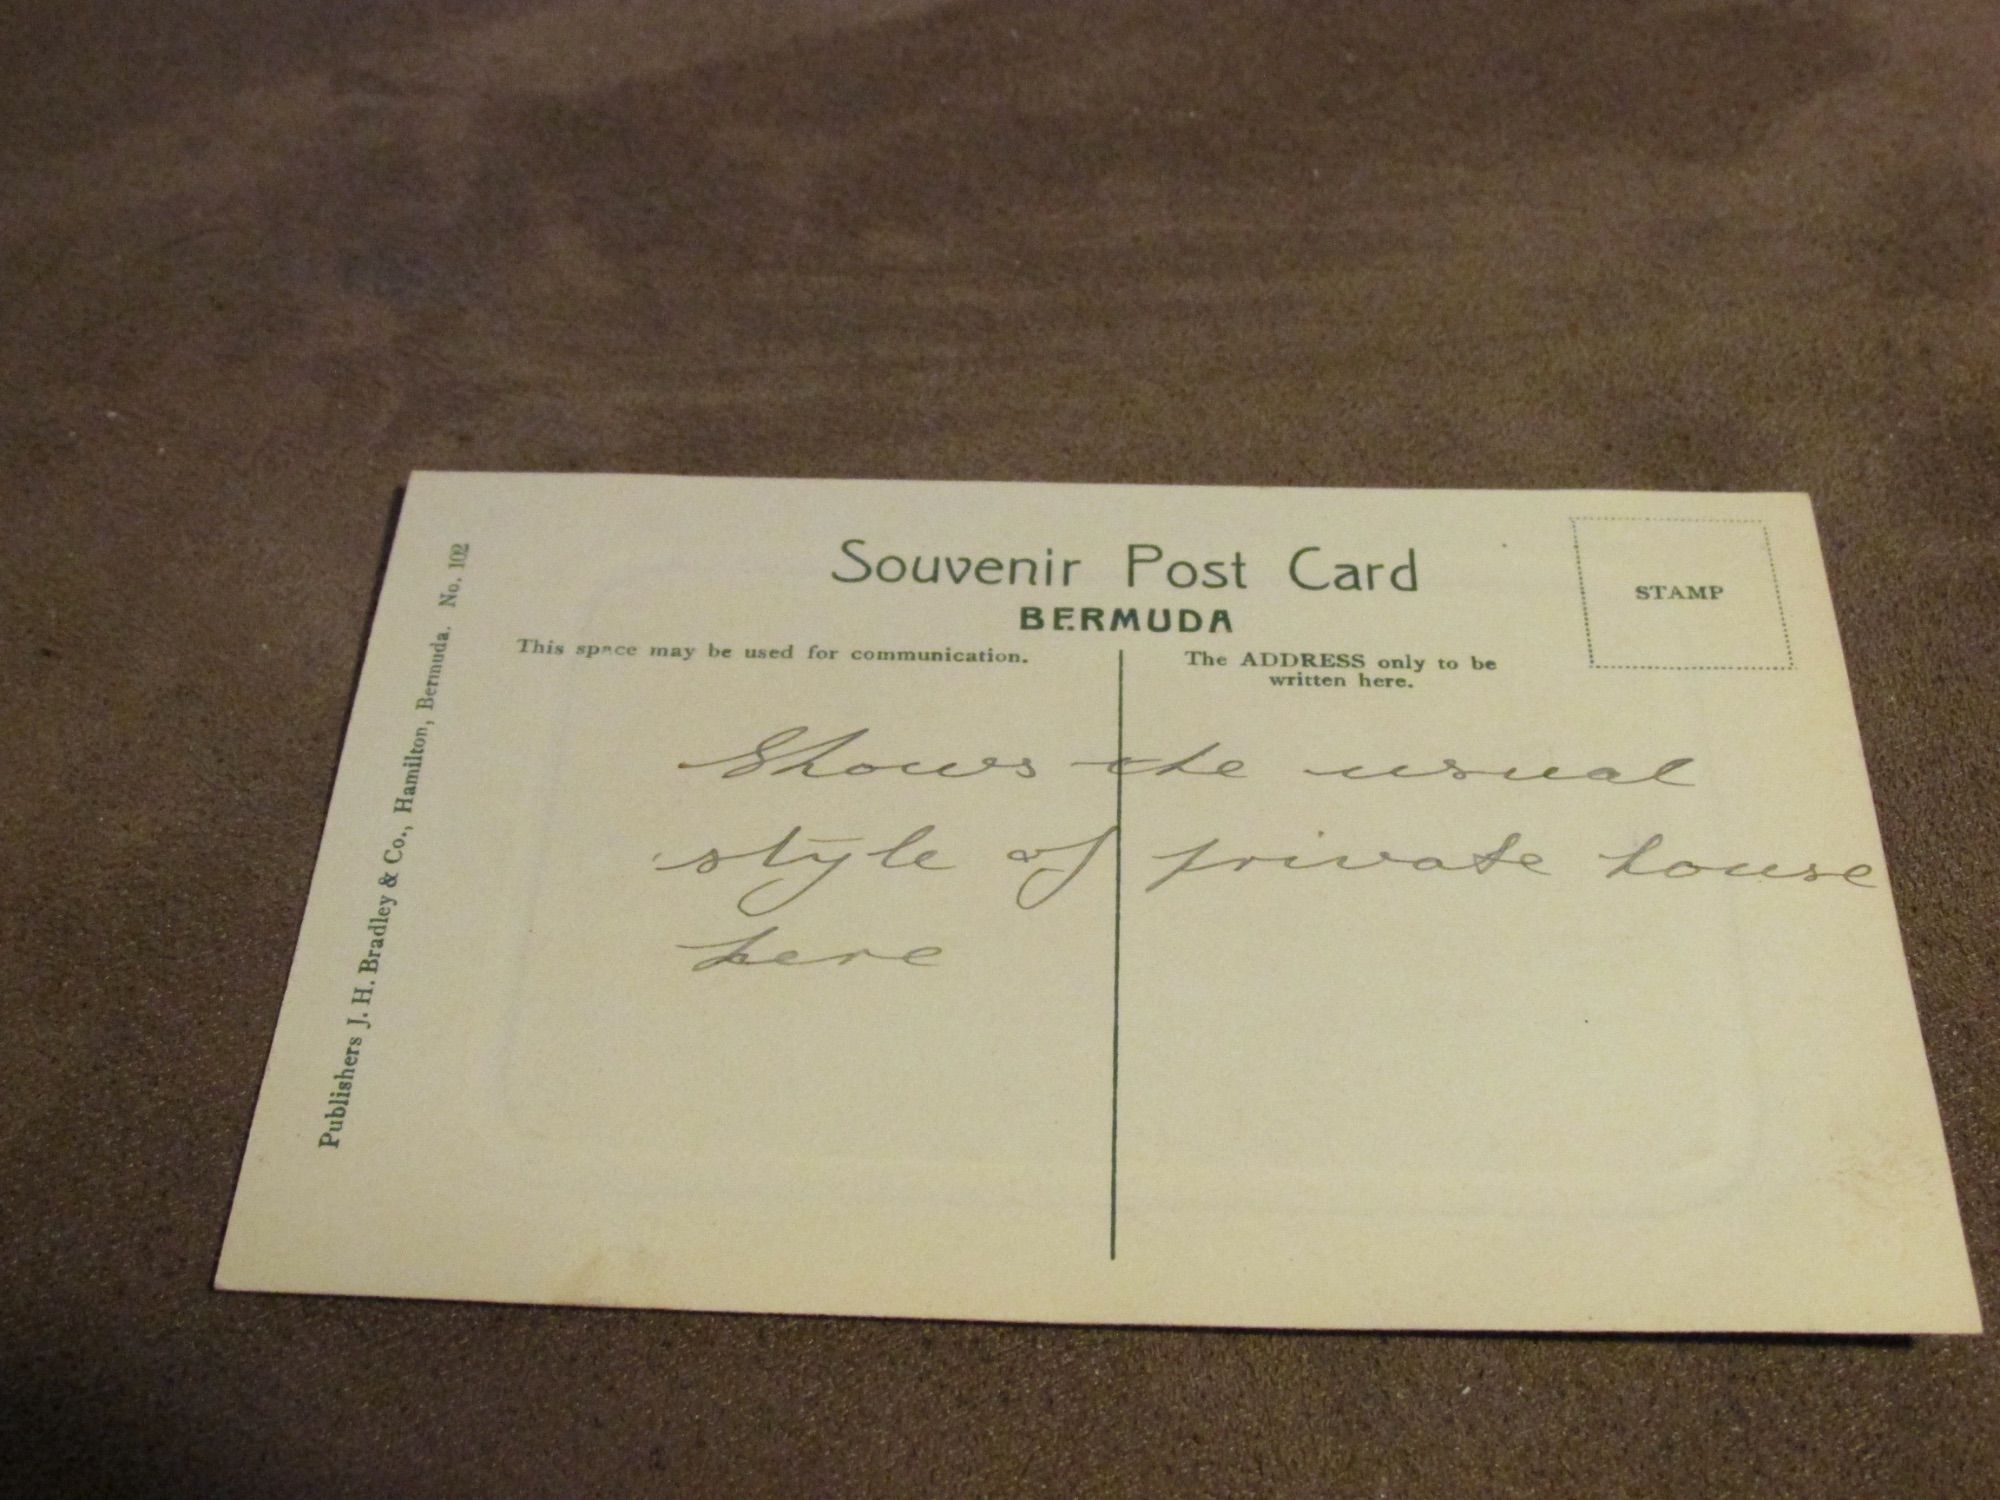 Souvenir Post Card
BERMUDA
This space may be used for communication.
The ADDRESS only to be
written here.
STAMP
Shows the usual
style of private house
here
Publishers J. H. Bradley & Co., Hamilton, Bermuda. No. 102